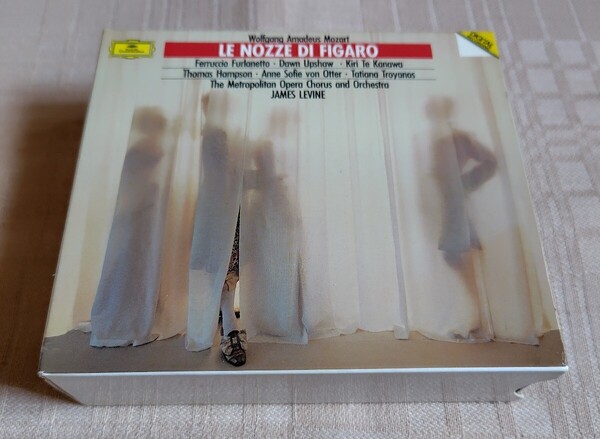 Wolfgang Amadeus Mozart
LE NOZZE DI FIGARO
Ferruccio Furlanetto · Dawn Upshaw · Kiri Te Kanawa
Thomas Hampson · Anne Sofie von Otter · Tatiana Troyanos
The Metropolitan Opera Chorus and Orchestra
JAMES LEVINE
DIGITAL